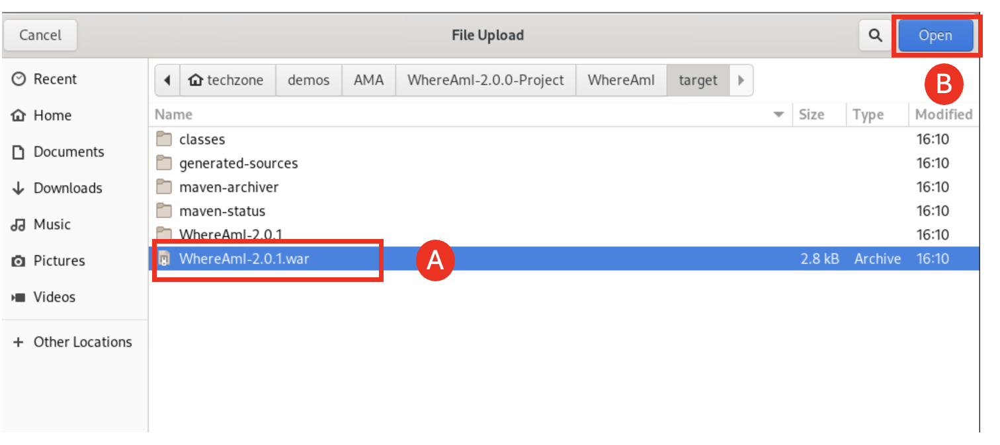 Cancel File Upload Open
Recent
techzone demos AMA WhereAmI-2.0.0-Project WhereAmI target
B
Home
Name Size Type Modified
classes 16:10
Documents
generated-sources 16:10
Downloads
maven-archiver 16:10
maven-status 16:10
Music
WhereAmI-2.0.1 16:10
Pictures
WhereAmI-2.0.1.war A 2.8 kB Archive 16:10
Videos
Other Locations